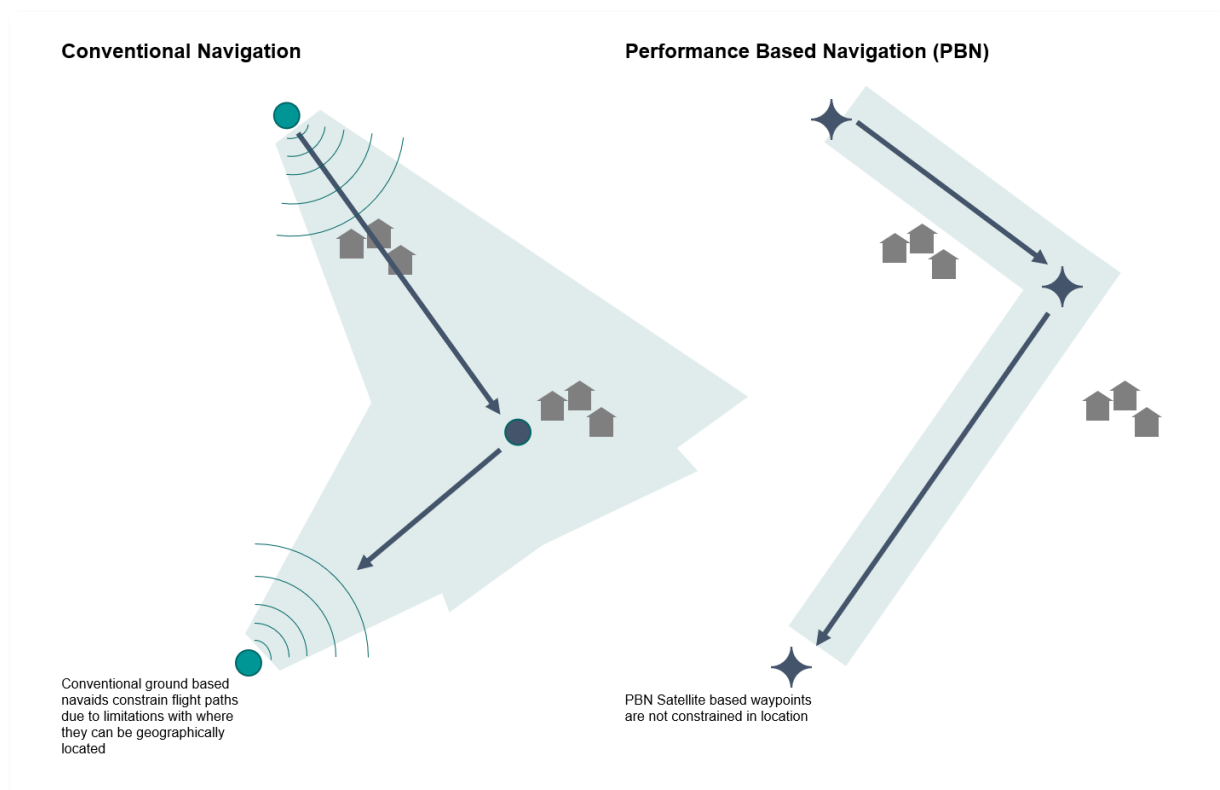 Conventional Navigation
Performance Based Navigation (PBN)
Conventional ground based
navaids constrain flight paths
due to limitations with where
they can be geographically
located
PBN Satellite based waypoints
are not constrained in location